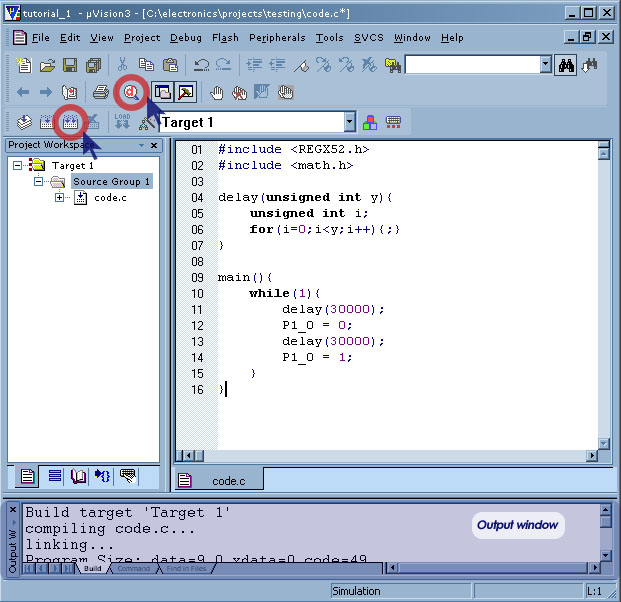 tutorial_1 - µVision3 - [C:\electronics\projects\testing\code.c*]
File Edit View Project Debug Flash Peripherals Tools SVCS Window Help
LOAD
Target 1
Project Workspace
Target 1
Source Group 1
code.c
01 #include <REGX52.h>
02 #include <math.h>
03
04 delay(unsigned int y){
05 unsigned int i;
06 for(i=0;i<y;i++){;}
07 }
08
09 main(){
10 while(1){
11 delay(30000);
12 P1_0 = 0;
13 delay(30000);
14 P1_0 = 1;
15 }
16 }
code.c
Output W
Build target 'Target 1'
compiling code.c...
linking...
Program Size: data=9.0 xdata=0 code=49
Output window
Build Command Find in Files
Simulation
L:1